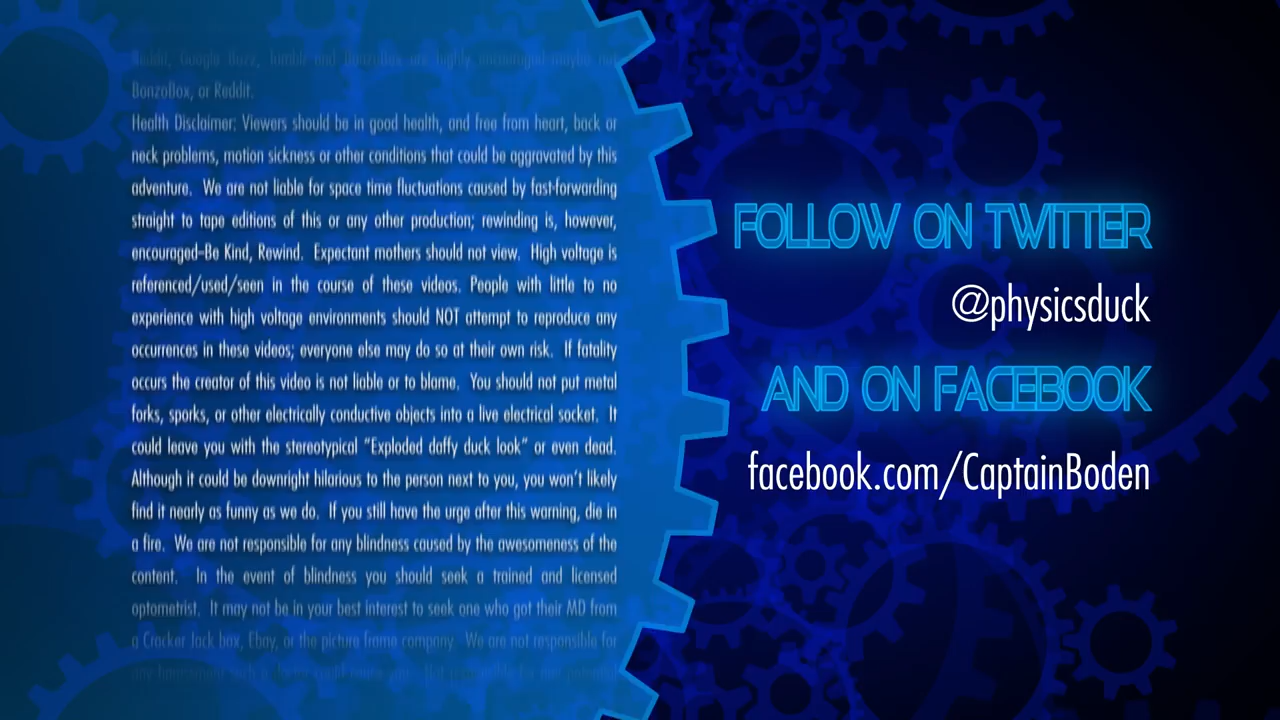 Reddit, Google Buzz, Tumblr and BonzoBox are highly encouraged maybe not
BonzoBox, or Reddit.
Health Disclaimer: Viewers should be in good health, and free from heart, back or
neck problems, motion sickness or other conditions that could be aggravated by this
adventure. We are not liable for space time fluctuations caused by fast-forwarding
straight to tape editions of this or any other production; rewinding is, however,
encouraged–Be Kind, Rewind. Expectant mothers should not view. High voltage is
referenced/used/seen in the course of these videos. People with little to no
experience with high voltage environments should NOT attempt to reproduce any
occurrences in these videos; everyone else may do so at their own risk. If fatality
occurs the creator of this video is not liable or to blame. You should not put metal
forks, sporks, or other electrically conductive objects into a live electrical socket. It
could leave you with the stereotypical “Exploded daffy duck look” or even dead.
Although it could be downright hilarious to the person next to you, you won’t likely
find it nearly as funny as we do. If you still have the urge after this warning, die in
a fire. We are not responsible for any blindness caused by the awesomeness of the
content. In the event of blindness you should seek a trained and licensed
optometrist. It may not be in your best interest to seek one who got their MD from
a Cracker Jack box, Ebay, or the picture frame company. We are not responsible for
FOLLOW ON TWITTER
@physicsduck
AND ON FACEBOOK
facebook.com/CaptainBoden